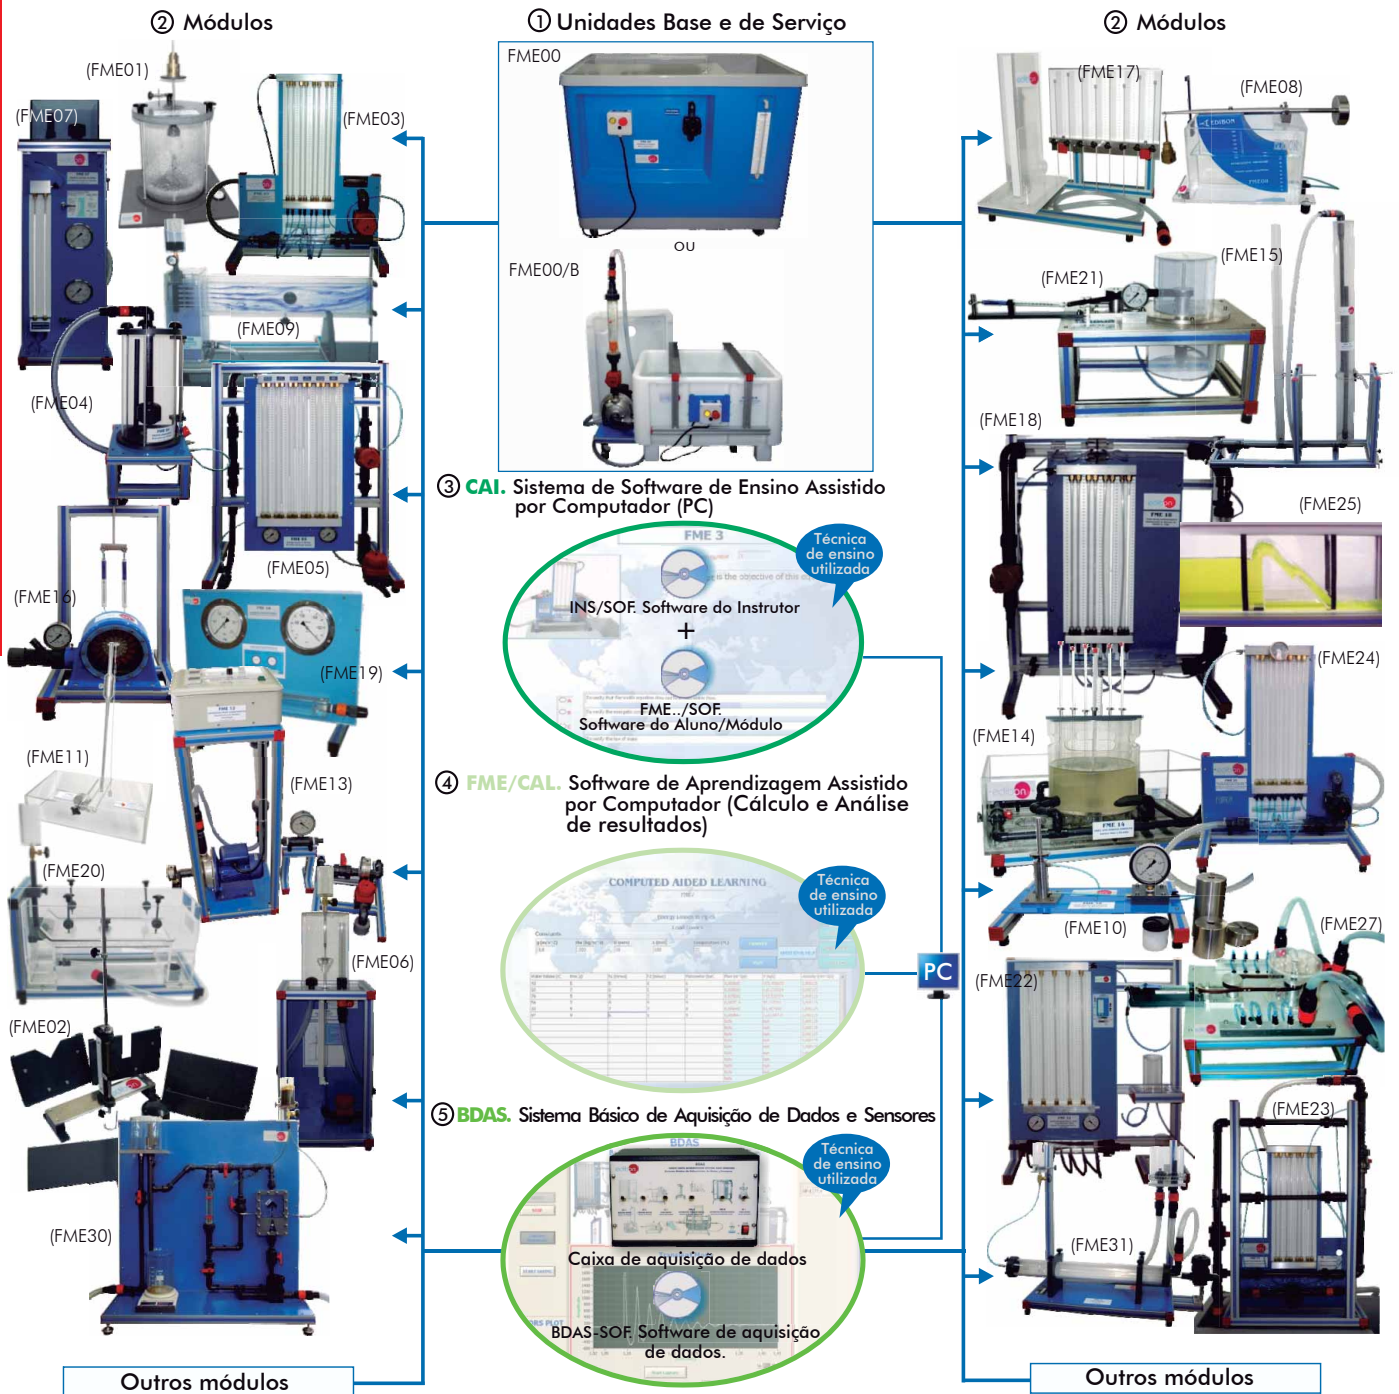 ② Módulos
(FME01)
(FME07)
(FME03)
(FME09)
(FME04)
(FME05)
(FME16)
(FME19)
(FME11)
(FME13)
(FME20)
(FME06)
(FME02)
(FME30)
Outros módulos
① Unidades Base e de Serviço
FME00
OU
FME00/B
③ CAI. Sistema de Software de Ensino Assistido
por Computador (PC)
FME 3
Técnica
de ensino
utilizada
INS/SOF. Software do Instrutor
+
FME../SOF.
Software do Aluno/Módulo
④ FME/CAL. Software de Aprendizagem Assistido
por Computador (Cálculo e Análise
de resultados)
COMPUTED AIDED LEARNING
Técnica
de ensino
utilizada
PC
⑤ BDAS. Sistema Básico de Aquisição de Dados e Sensores
BDAS
Técnica
de ensino
utilizada
Caixa de aquisição de dados
BDAS-SOF. Software de aquisição
de dados.
② Módulos
(FME17)
(FME08)
EDIBON
(FME15)
(FME21)
(FME18)
(FME25)
(FME24)
(FME14)
(FME10)
(FME27)
(FME22)
(FME23)
(FME31)
Outros módulos